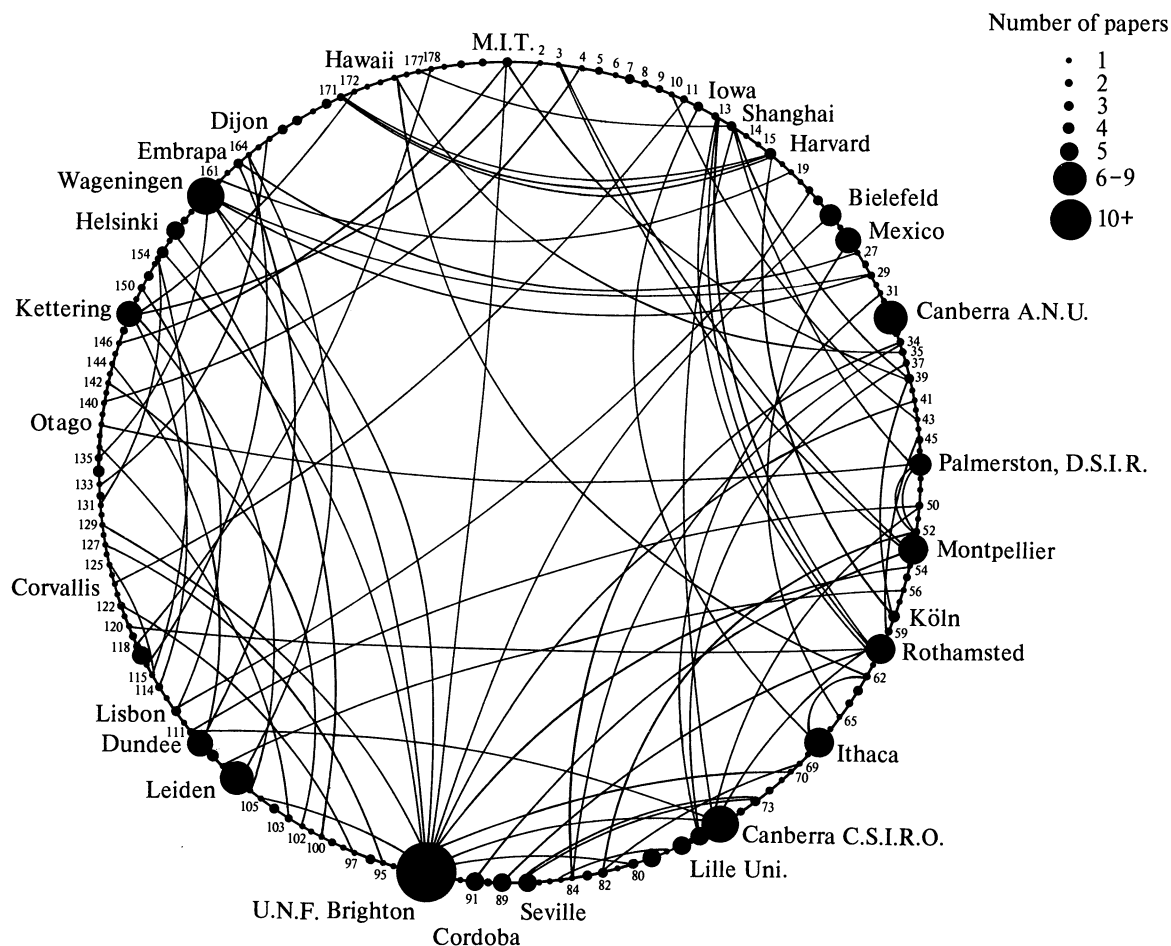 Number of papers
1
2
3
4
5
6-9
10+
M.I.T.
2
3
4
5
6
7
8
9
10
11
Iowa
13
Shanghai
14
15
Harvard
19
Bielefeld
Mexico
27
29
31
Canberra A.N.U.
34
35
37
39
41
43
45
Palmerston, D.S.I.R.
50
52
Montpellier
54
56
Köln
59
Rothamsted
62
65
Ithaca
69
70
73
Canberra C.S.I.R.O.
Lille Uni.
80
82
84
Seville
89
Cordoba
91
U.N.F. Brighton
95
97
100
102
103
105
Leiden
Dundee
111
Lisbon
114
115
118
120
122
Corvallis
125
127
129
131
133
135
Otago
140
142
144
146
Kettering
150
154
Helsinki
Wageningen
161
Embrapa
164
Dijon
171
172
Hawaii
177
178